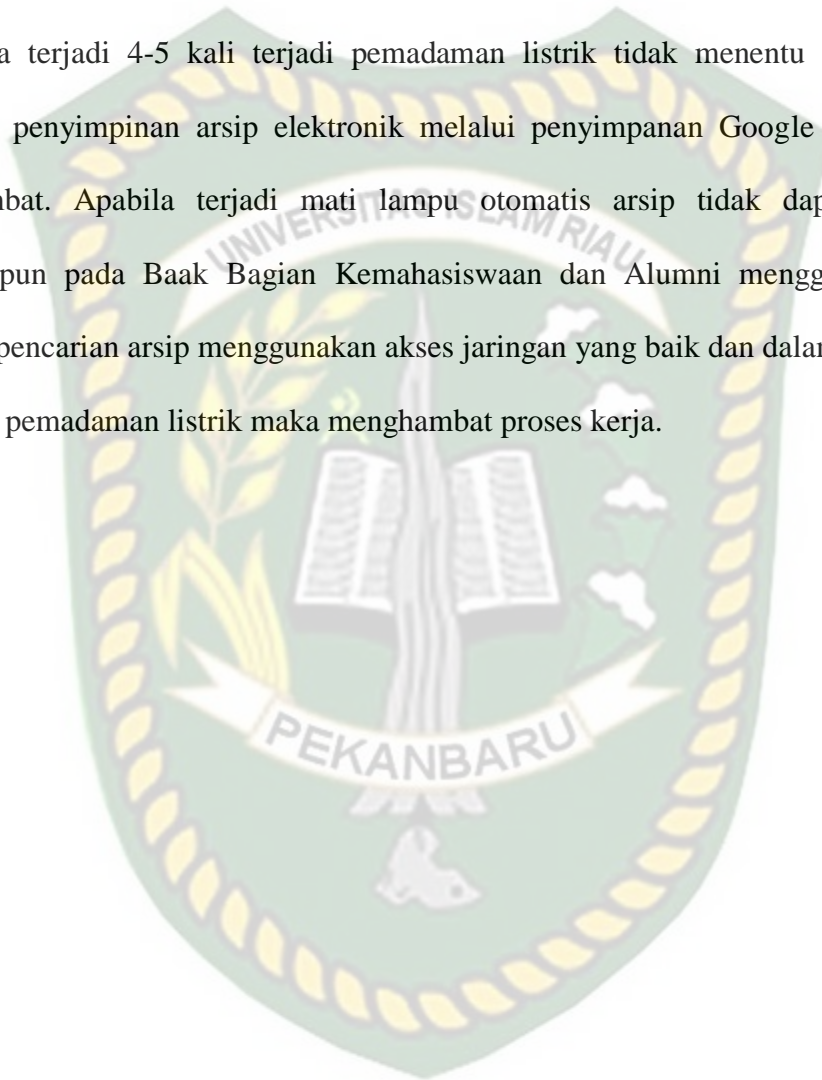 a terjadi 4-5 kali terjadi pemadaman listrik tidak menentu
penyimpinan arsip elektronik melalui penyimpanan Google
bat. Apabila terjadi mati lampu otomatis arsip tidak dap
pun pada Baak Bagian Kemahasiswaan dan Alumni mengg
pencarian arsip menggunakan akses jaringan yang baik dan dalam
pemadaman listrik maka menghambat proses kerja.
UNIVERSITAS ISLAM RIAU
PEKANBARU